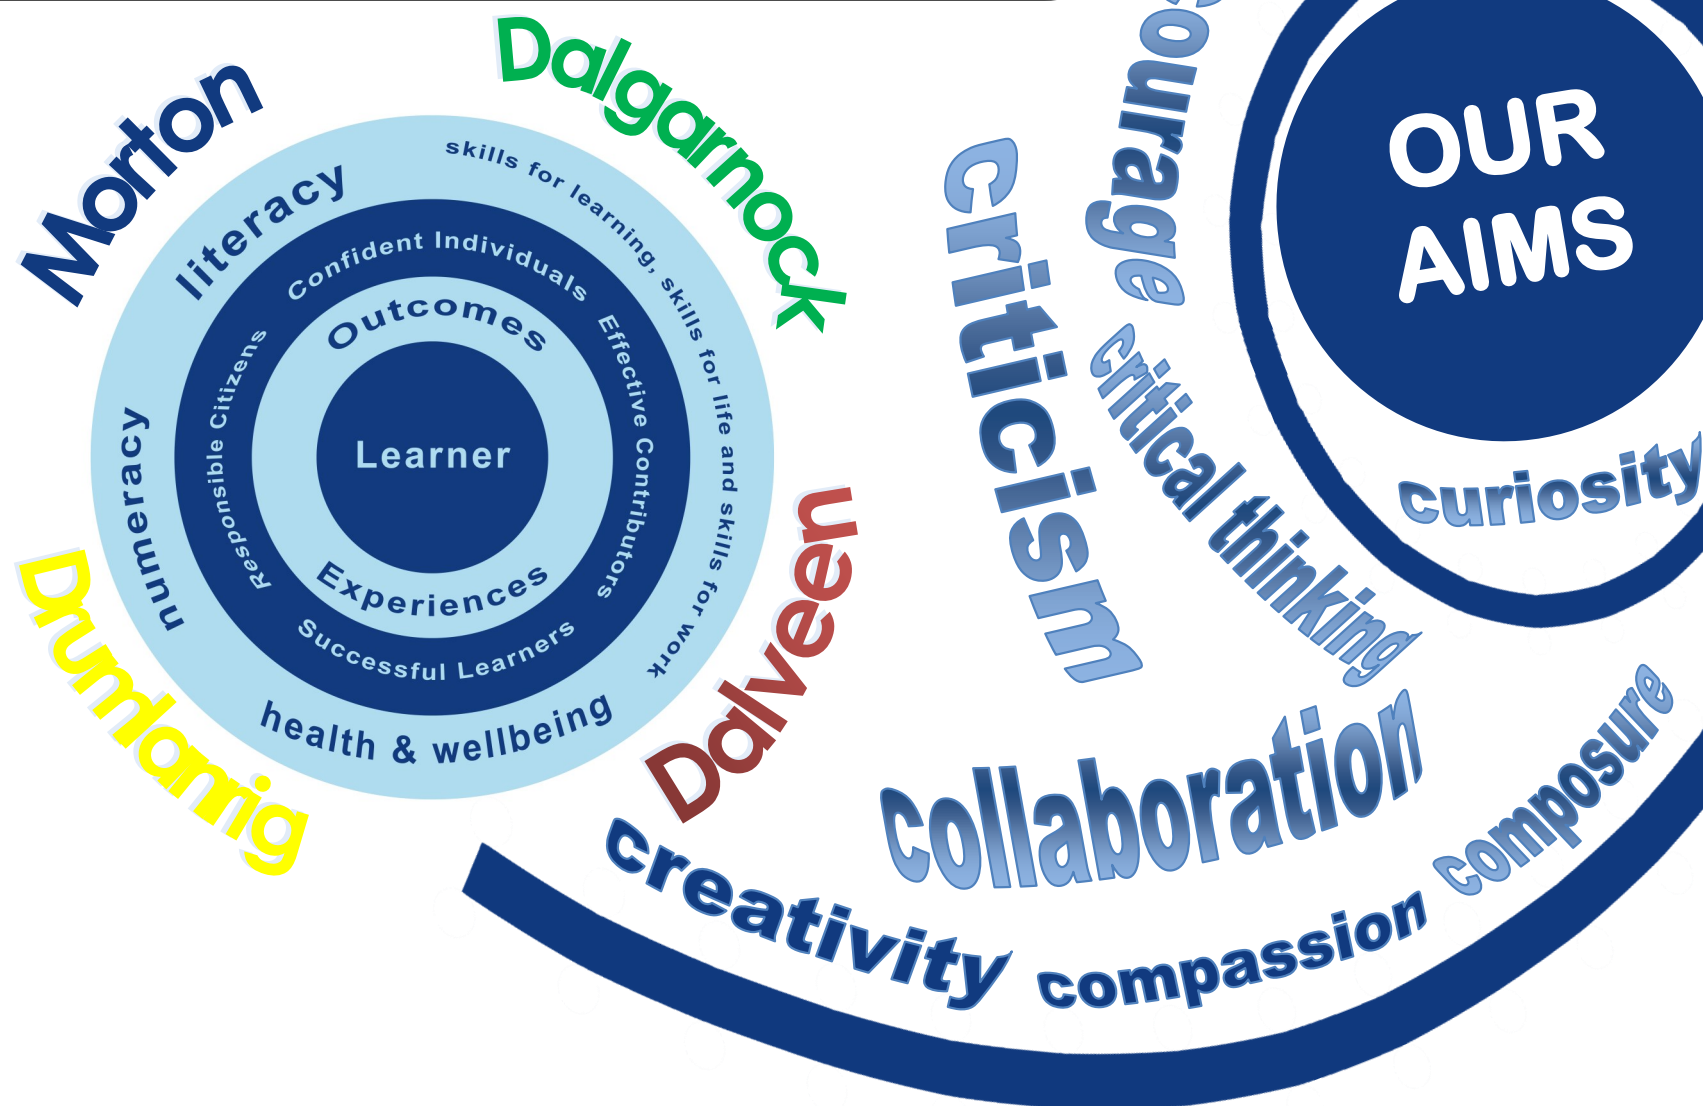 Morton
Dalgarnock
Drumlanrig
Dalveen
literacy
skills for learning, skills for life and skills for work
numeracy
health & wellbeing
Confident Individuals
Effective Contributors
Responsible Citizens
Successful Learners
Outcomes
Experiences
Learner
OUR
AIMS
courage
criticism
critical thinking
curiosity
collaboration
creativity
compassion
composure